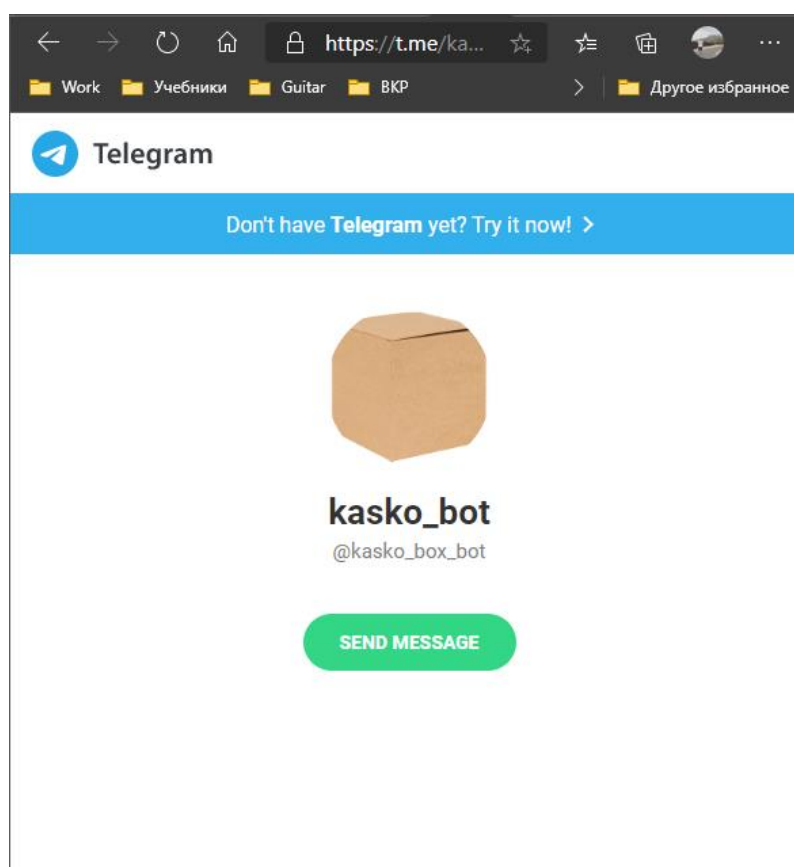 https://t.me/ka...
Work Учебники Guitar ВКР Другое избранное
Telegram
Don't have Telegram yet? Try it now!
kasko_bot
@kasko_box_bot
SEND MESSAGE